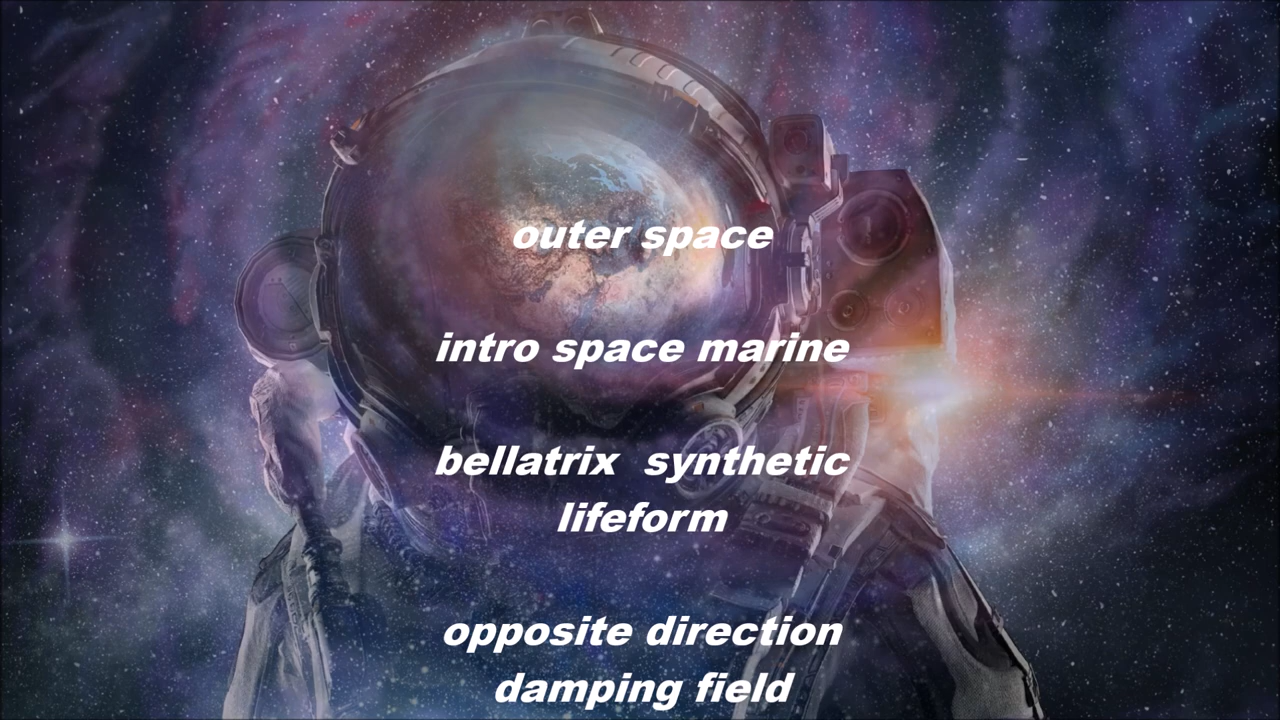 outer space
intro space marine
bellatrix  synthetic
lifeform
opposite direction
damping field